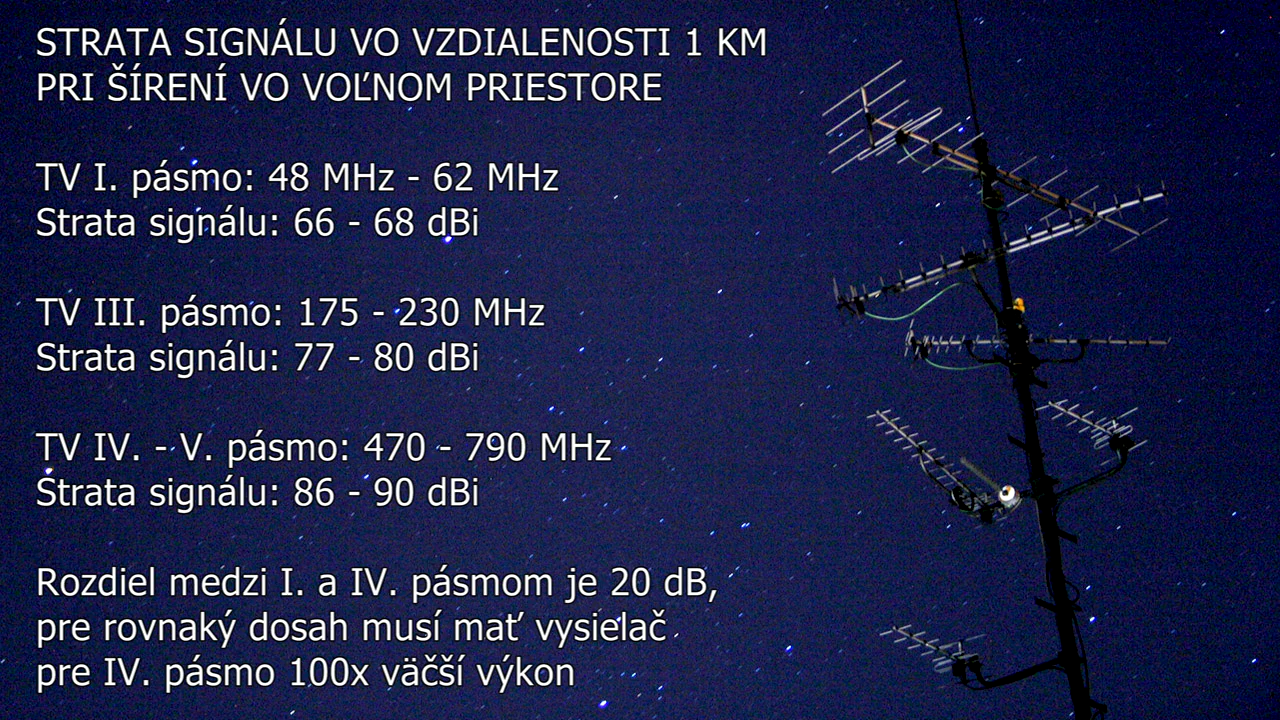 STRATA SIGNÁLU VO VZDIALENOSTI 1 KM
PRI ŠÍRENÍ VO VOĽNOM PRIESTORE
TV I. pásmo: 48 MHz - 62 MHz
Strata signálu: 66 - 68 dBi
TV III. pásmo: 175 - 230 MHz
Strata signálu: 77 - 80 dBi
TV IV. - V. pásmo: 470 - 790 MHz
Strata signálu: 86 - 90 dBi
Rozdiel medzi I. a IV. pásmom je 20 dB,
pre rovnaký dosah musí mať vysielač
pre IV. pásmo 100x väčší výkon